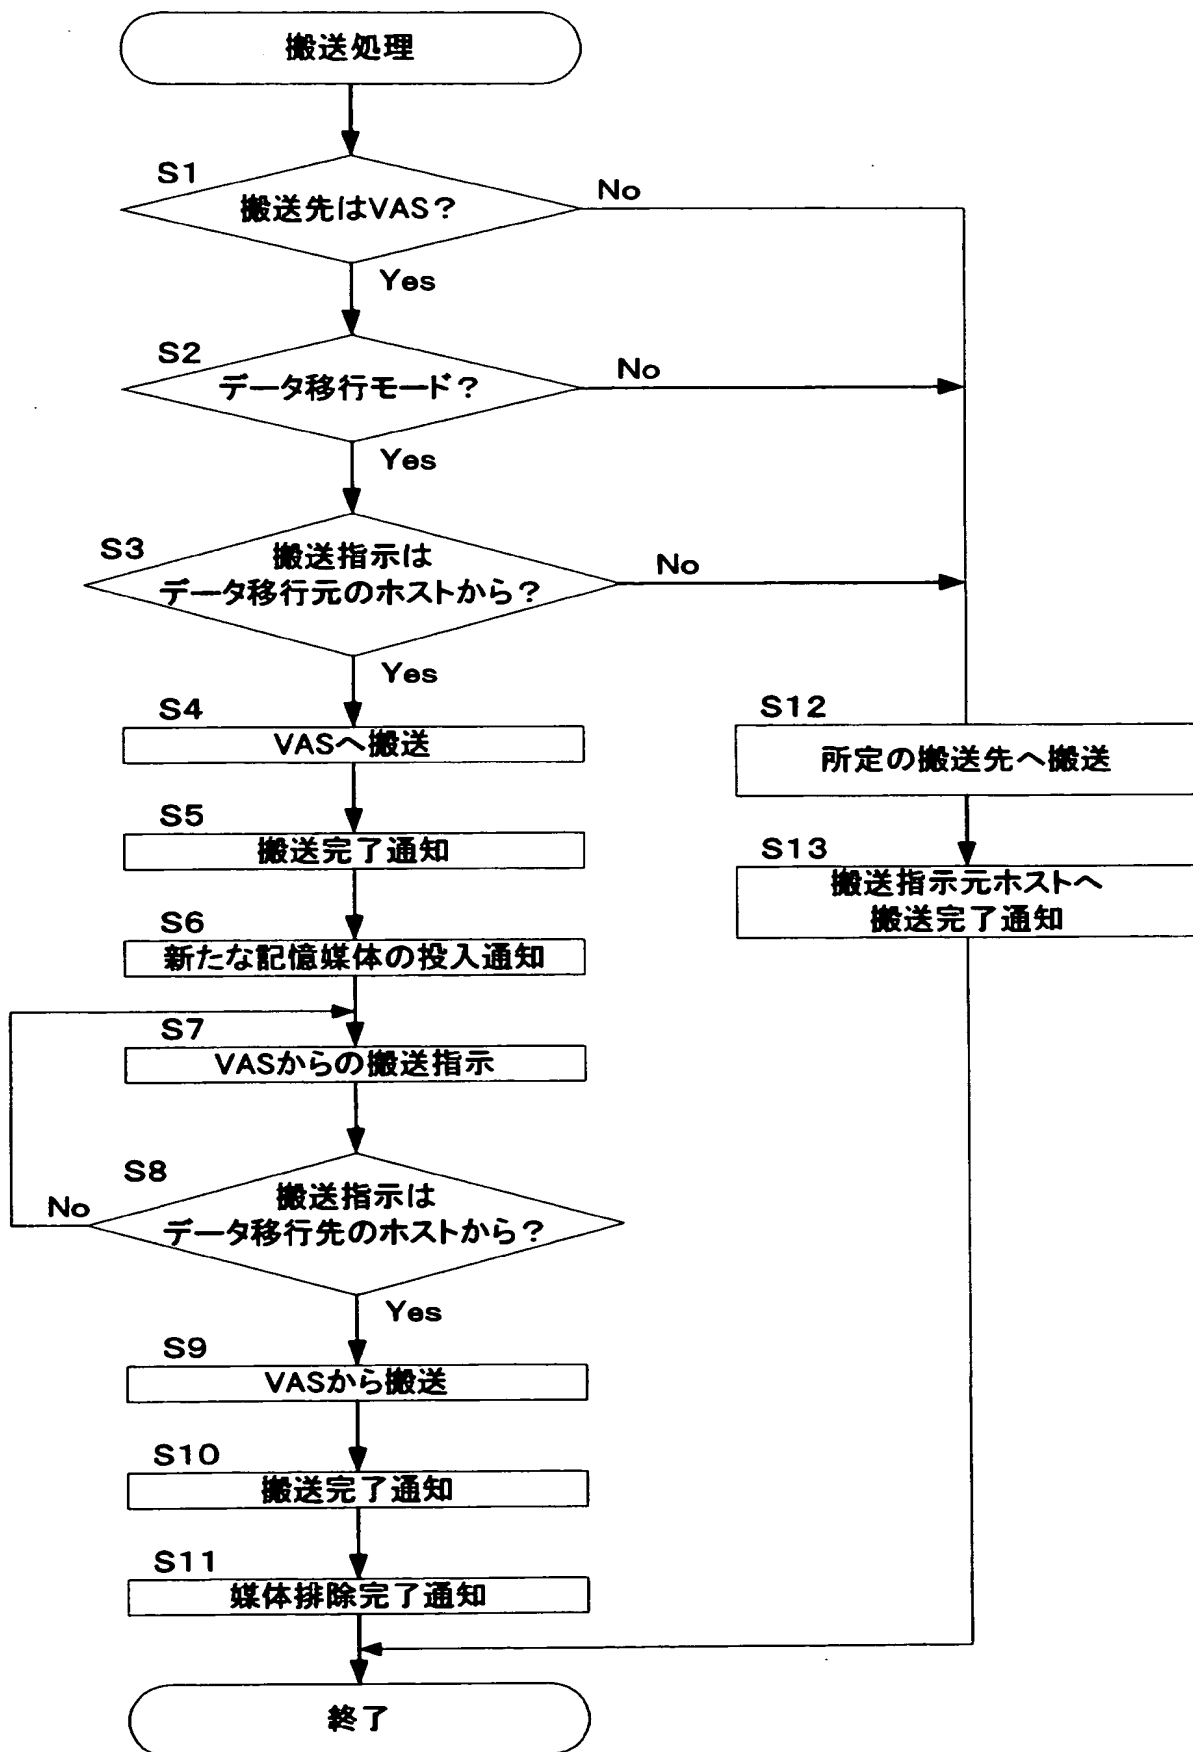 搬送処理
S1
搬送先はVAS?
No
Yes
S2
データ移行モード?
No
Yes
S3
搬送指示は
データ移行元のホストから?
No
Yes
S4
VASへ搬送
S12
所定の搬送先へ搬送
S5
搬送完了通知
S13
搬送指示元ホストへ
搬送完了通知
S6
新たな記憶媒体の投入通知
S7
VASからの搬送指示
S8
搬送指示は
データ移行先のホストから?
No
Yes
S9
VASから搬送
S10
搬送完了通知
S11
媒体排除完了通知
終了